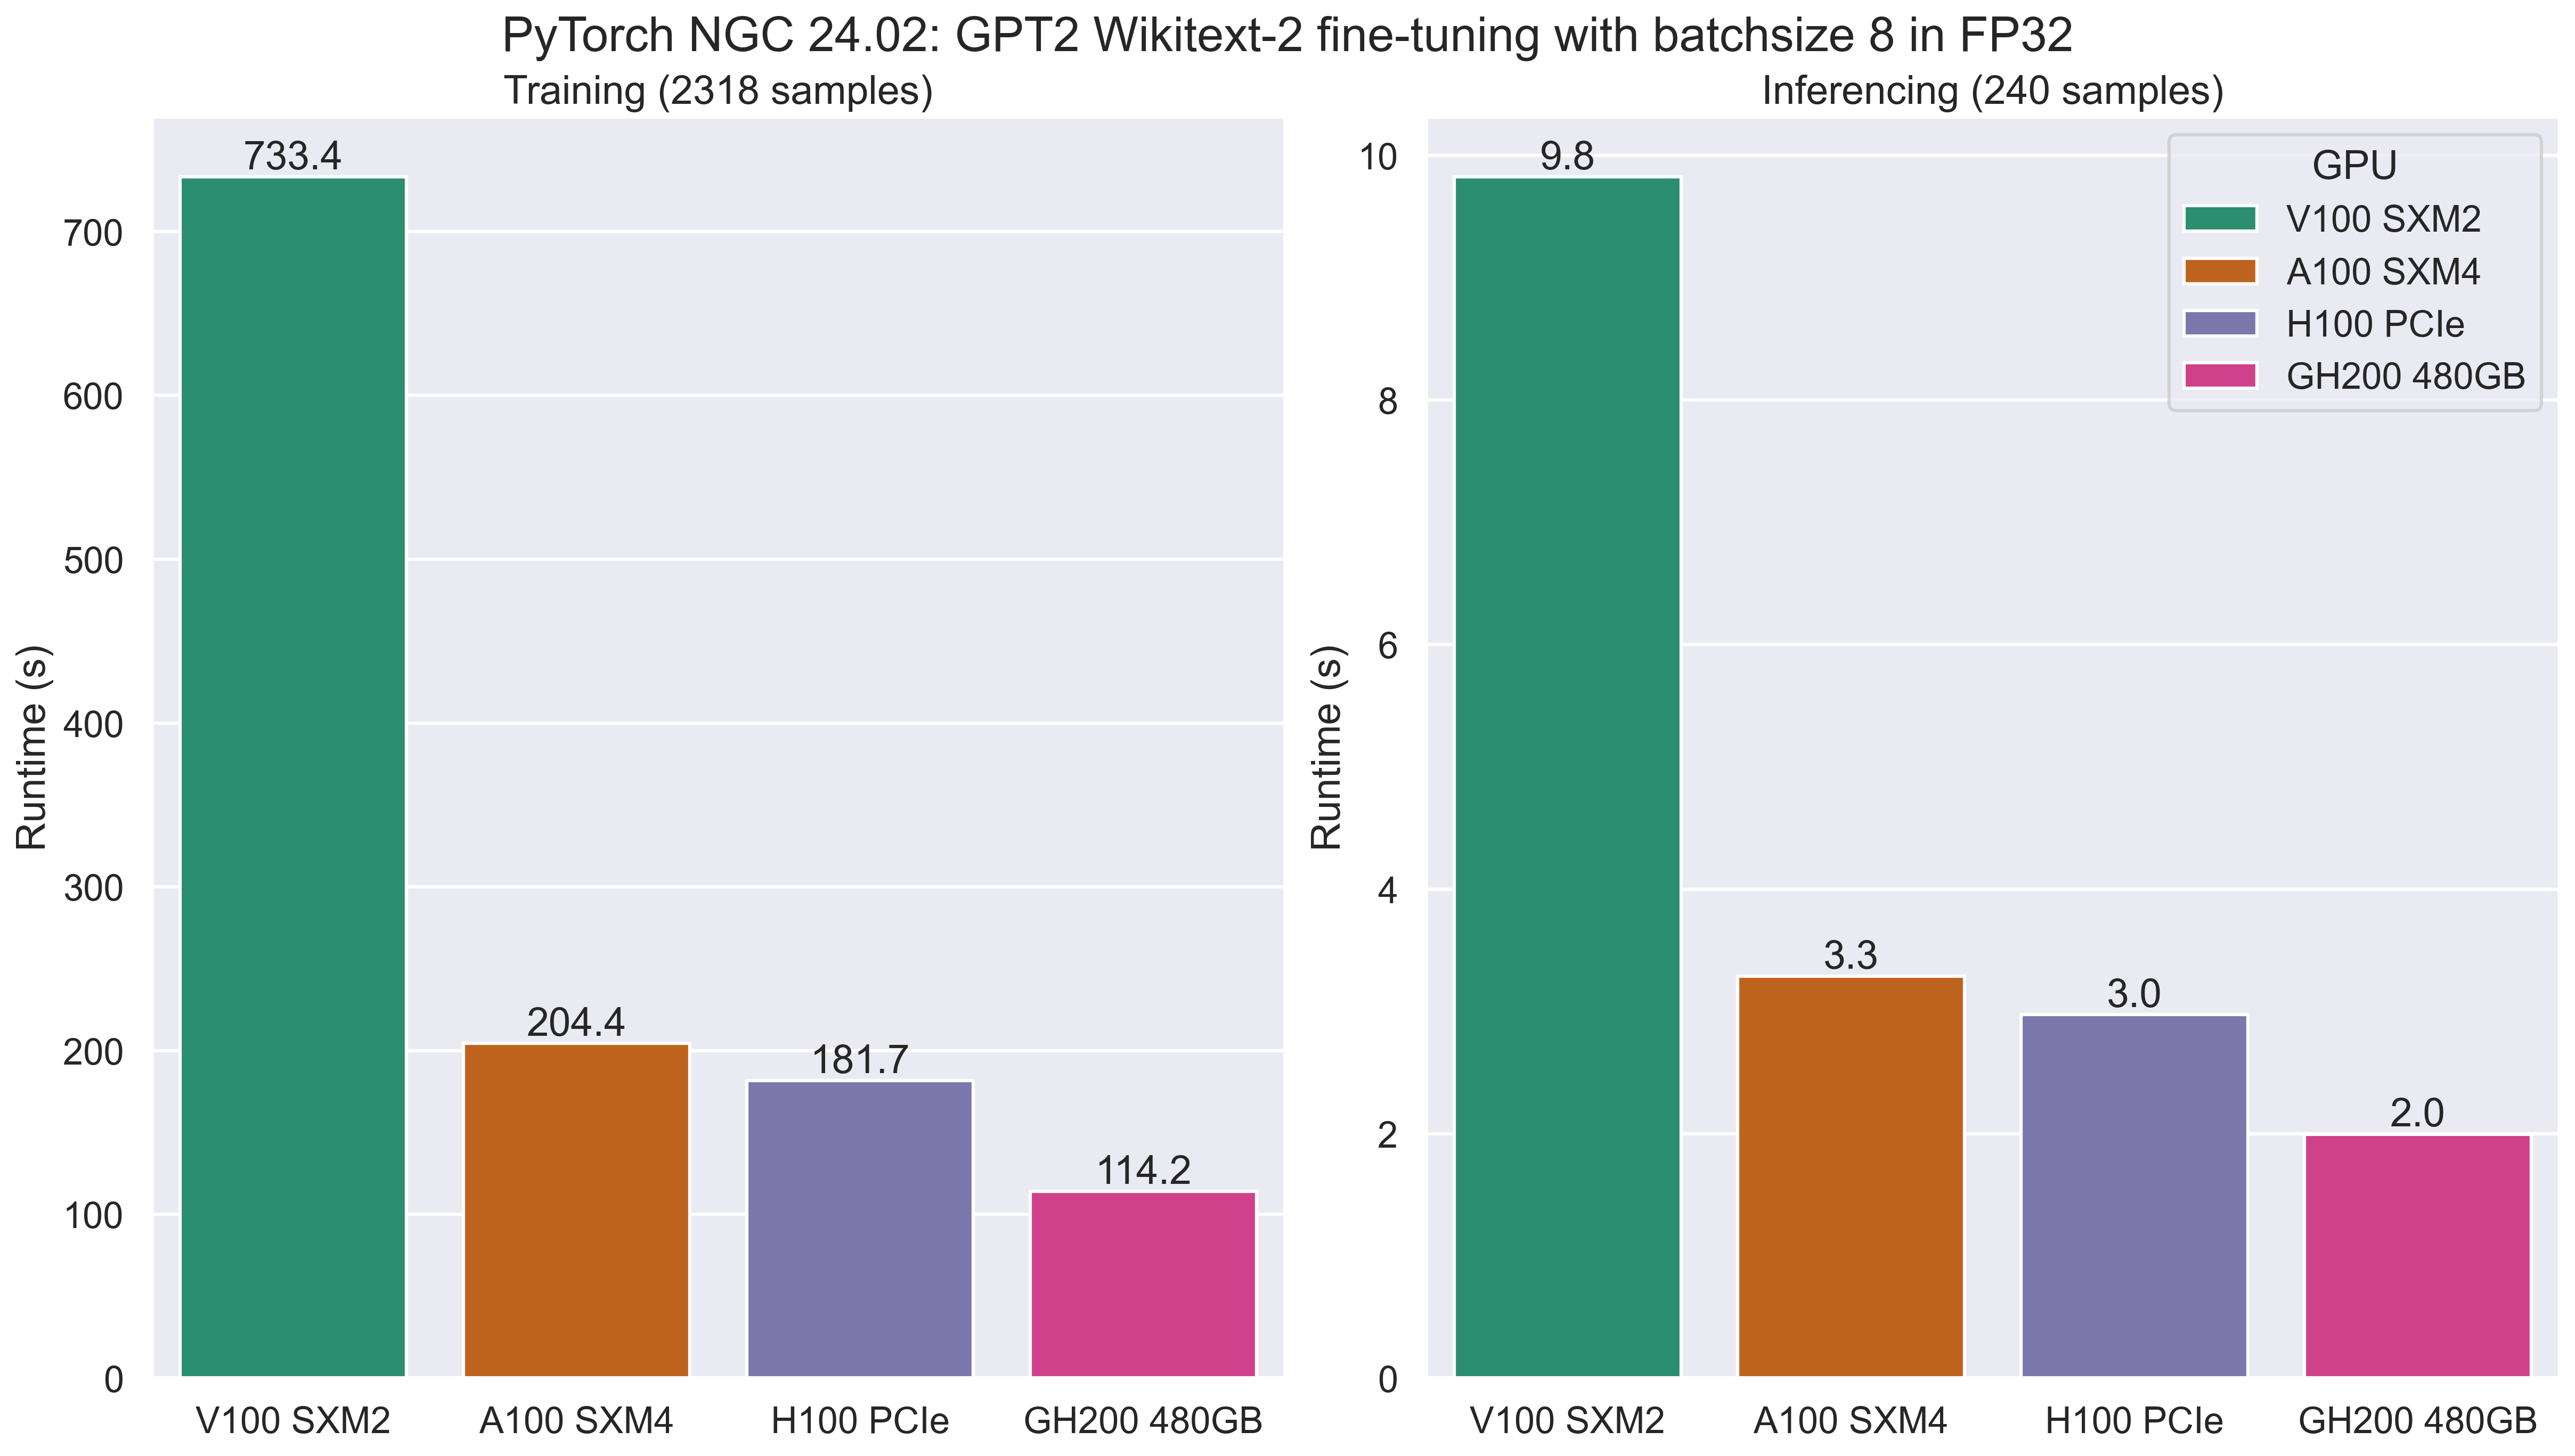 PyTorch NGC 24.02: GPT2 Wikitext-2 fine-tuning with batchsize 8 in FP32
Training (2318 samples)
Runtime (s)
700
600
500
400
300
200
100
0
733.4
204.4
181.7
114.2
V100 SXM2
A100 SXM4
H100 PCIe
GH200 480GB
Inferencing (240 samples)
Runtime (s)
10
8
6
4
2
0
9.8
3.3
3.0
2.0
V100 SXM2
A100 SXM4
H100 PCIe
GH200 480GB
GPU
V100 SXM2
A100 SXM4
H100 PCIe
GH200 480GB